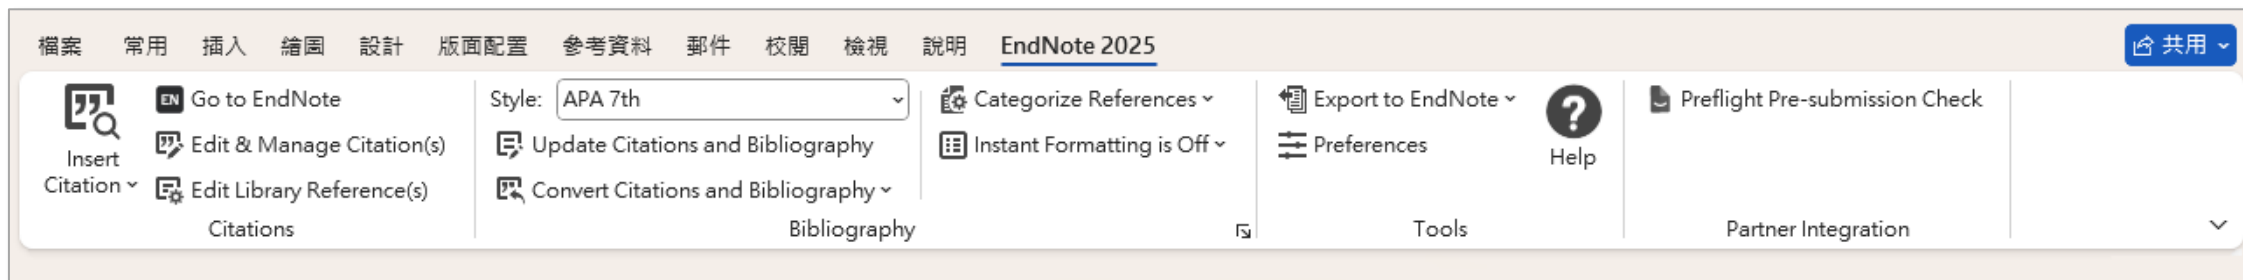 檔案 常用 插入 繪圖 設計 版面配置 參考資料 郵件 校閱 檢視 說明 EndNote 2025 共用
Insert Citation
EN Go to EndNote
Edit & Manage Citation(s)
Edit Library Reference(s)
Citations
Style: APA 7th
Update Citations and Bibliography
Convert Citations and Bibliography
Categorize References
Instant Formatting is Off
Bibliography
Export to EndNote
Preferences
Help
Tools
Preflight Pre-submission Check
Partner Integration